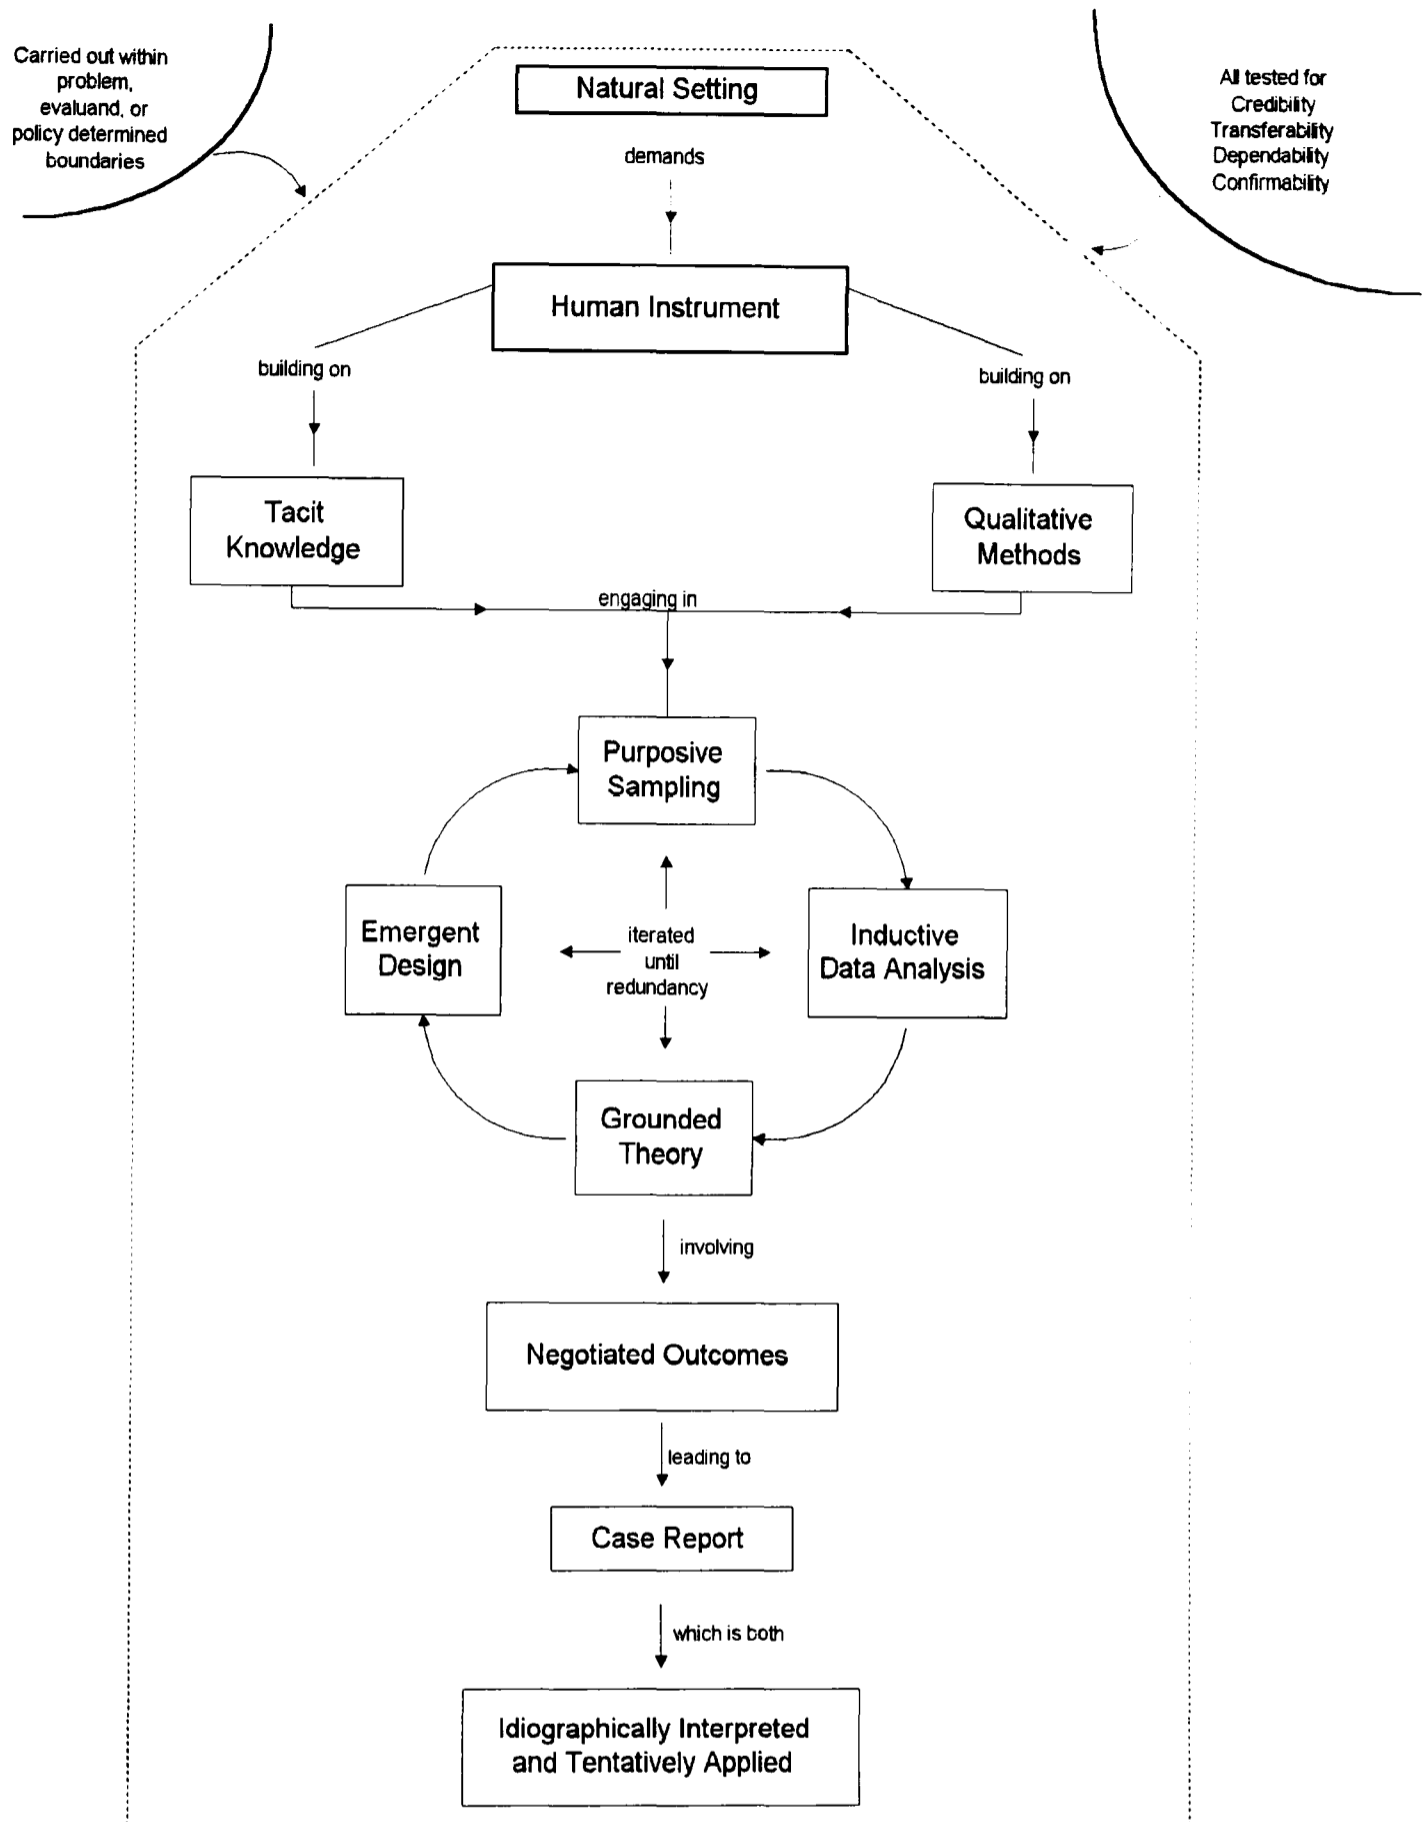 Carried out within
problem,
evaluand, or
policy determined
boundaries
All tested for
Credibility
Transferability
Dependability
Confirmability
Natural Setting
demands
Human Instrument
building on
building on
Tacit
Knowledge
Qualitative
Methods
engaging in
Purposive
Sampling
Emergent
Design
iterated
until
redundancy
Inductive
Data Analysis
Grounded
Theory
involving
Negotiated Outcomes
leading to
Case Report
which is both
Idiographically Interpreted
and Tentatively Applied